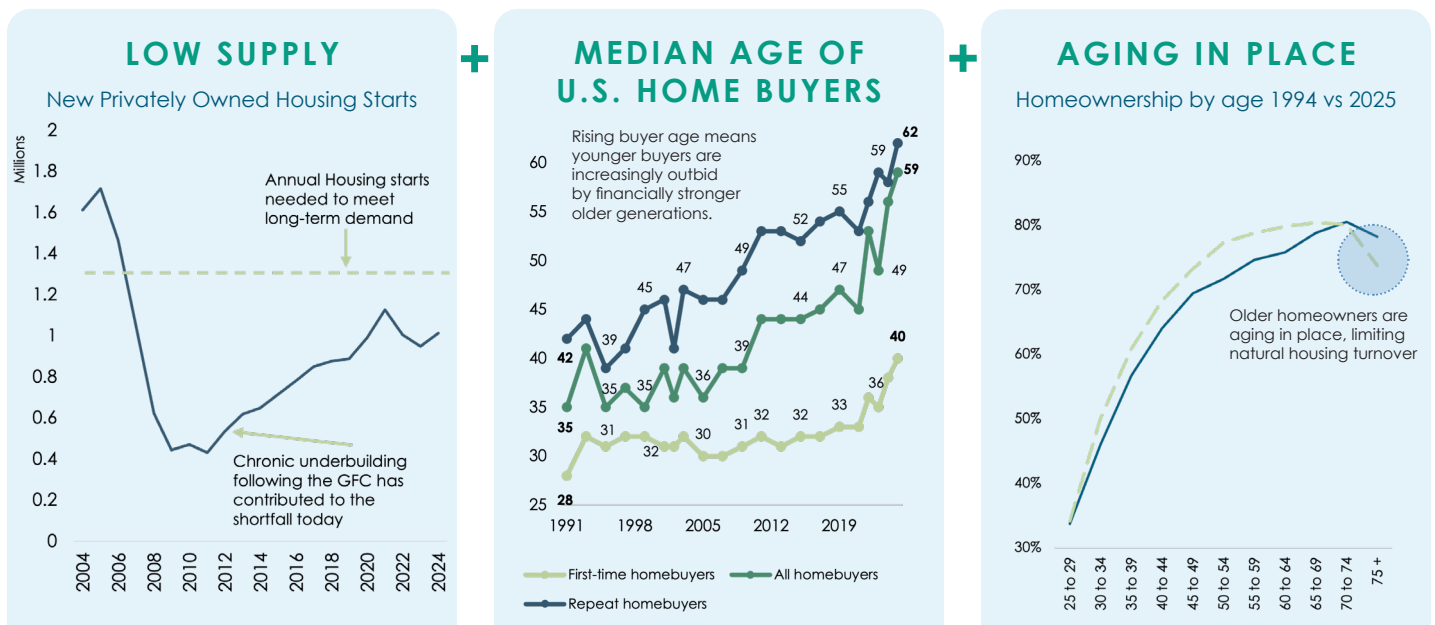 LOW SUPPLY
New Privately Owned Housing Starts
Millions
2
1.8
1.6
1.4
1.2
1
0.8
0.6
0.4
0.2
0
Annual Housing starts
needed to meet
long-term demand
Chronic underbuilding
following the GFC has
contributed to the
shortfall today
2004
2006
2008
2010
2012
2014
2016
2018
2020
2022
2024
+
MEDIAN AGE OF
U.S. HOME BUYERS
Rising buyer age means
younger buyers are
increasingly outbid
by financially stronger
older generations.
60
55
50
45
40
35
30
25
42
39
45
47
49
52
55
59
62
35
35
35
36
39
44
47
49
59
28
31
32
30
31
32
32
33
36
40
1991
1998
2005
2012
2019
First-time homebuyers
All homebuyers
Repeat homebuyers
+
AGING IN PLACE
Homeownership by age 1994 vs 2025
90%
80%
70%
60%
50%
40%
30%
Older homeowners are
aging in place, limiting
natural housing turnover
25 to 29
30 to 34
35 to 39
40 to 44
45 to 49
50 to 54
55 to 59
60 to 64
65 to 69
70 to 74
75 +